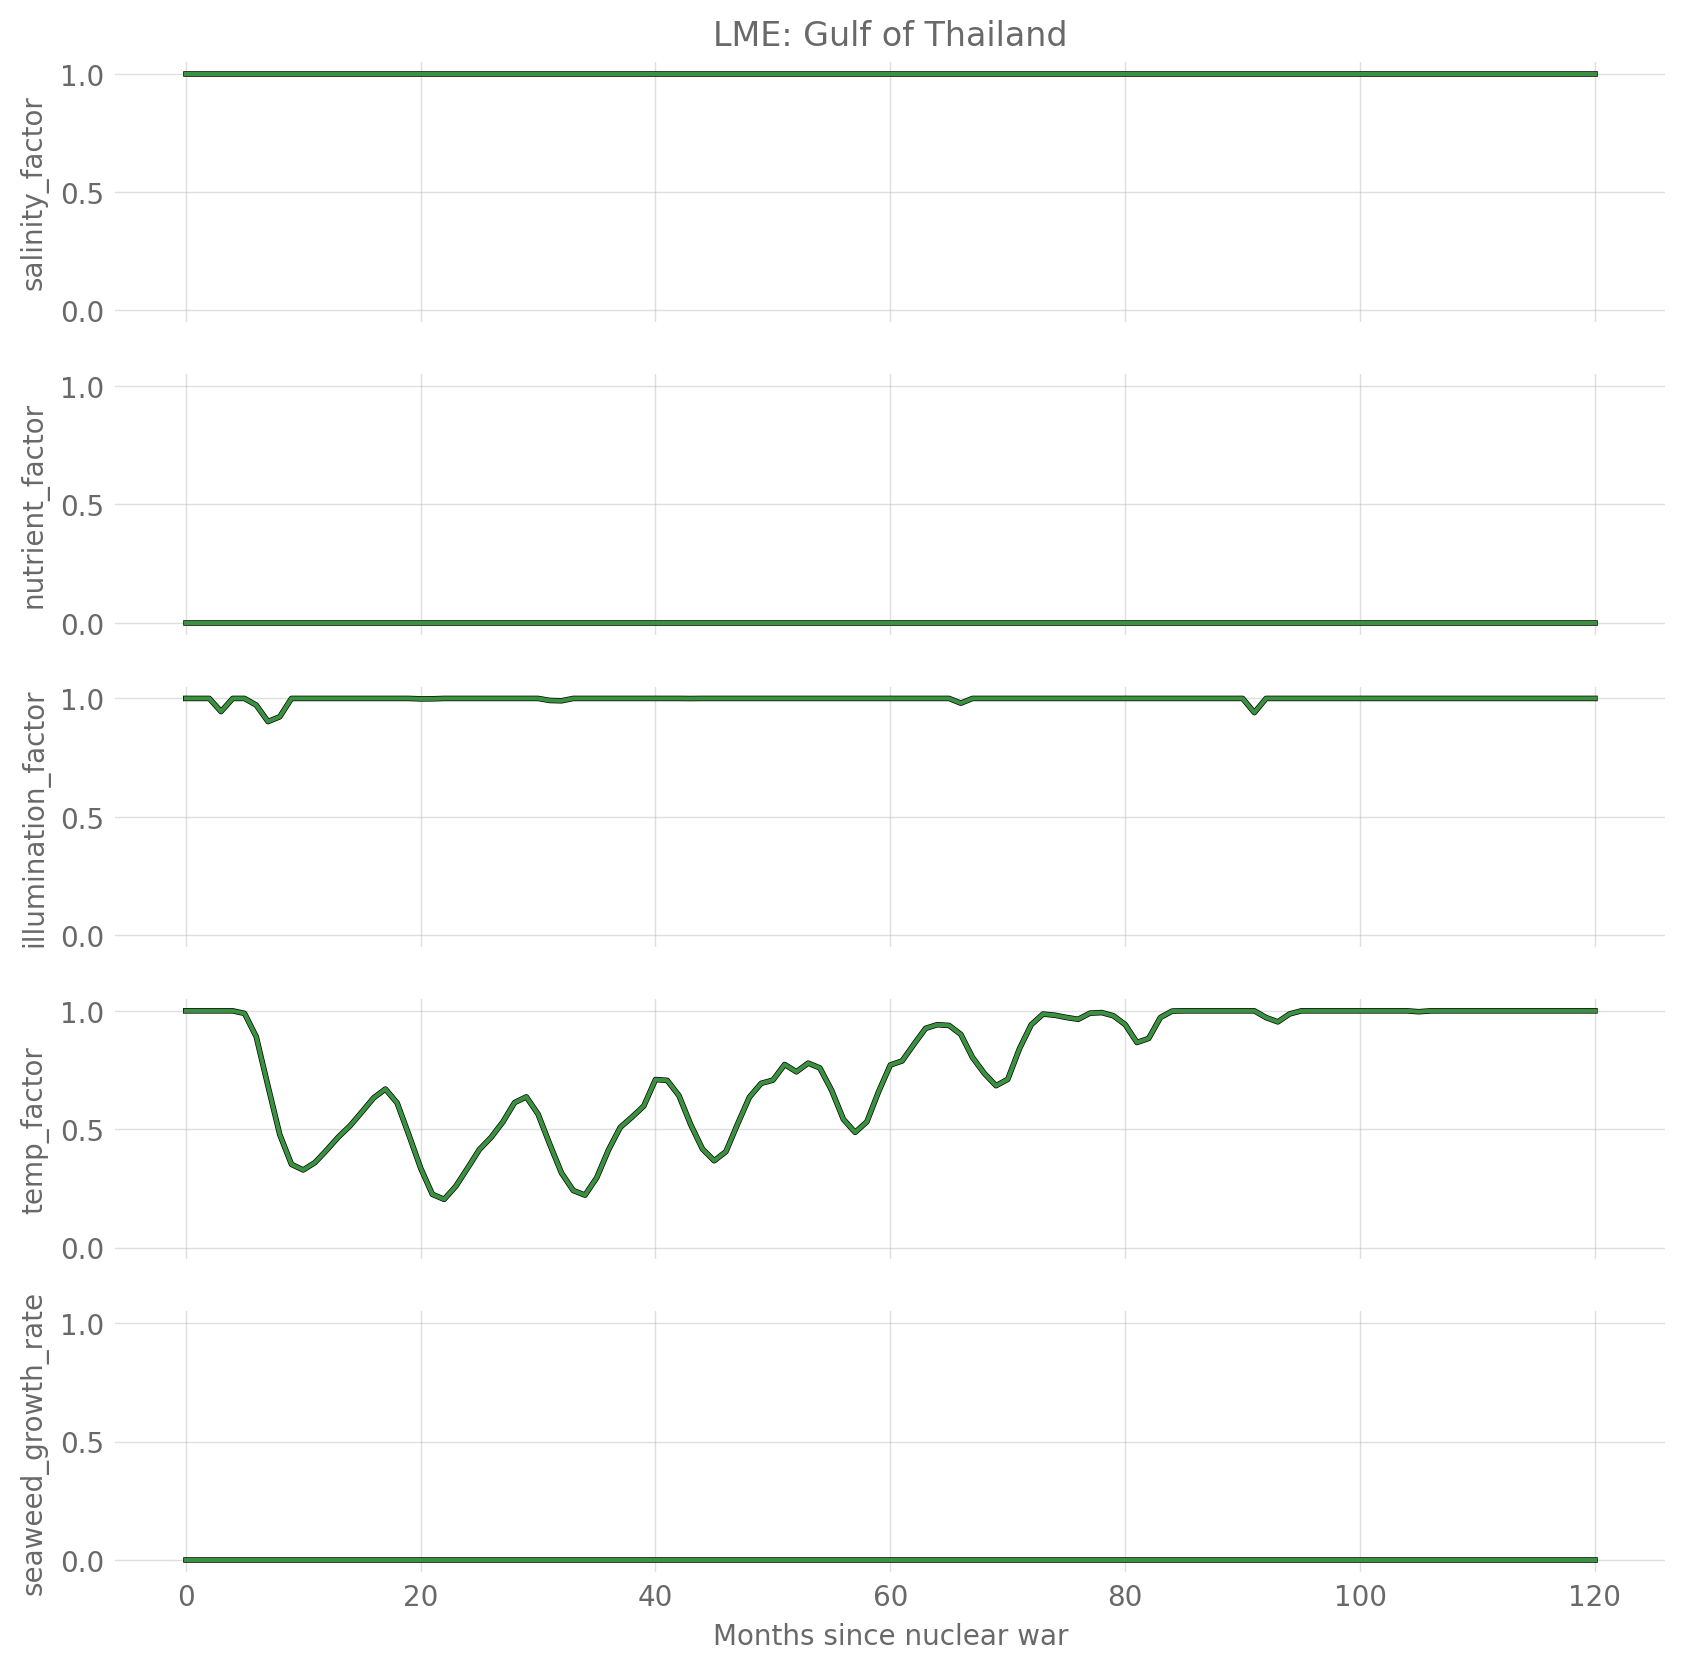 LME: Gulf of Thailand
salinity_factor
1.0
0.5
0.0
nutrient_factor
1.0
0.5
0.0
illumination_factor
1.0
0.5
0.0
temp_factor
1.0
0.5
0.0
seaweed_growth_rate
1.0
0.5
0.0
0 20 40 60 80 100 120
Months since nuclear war